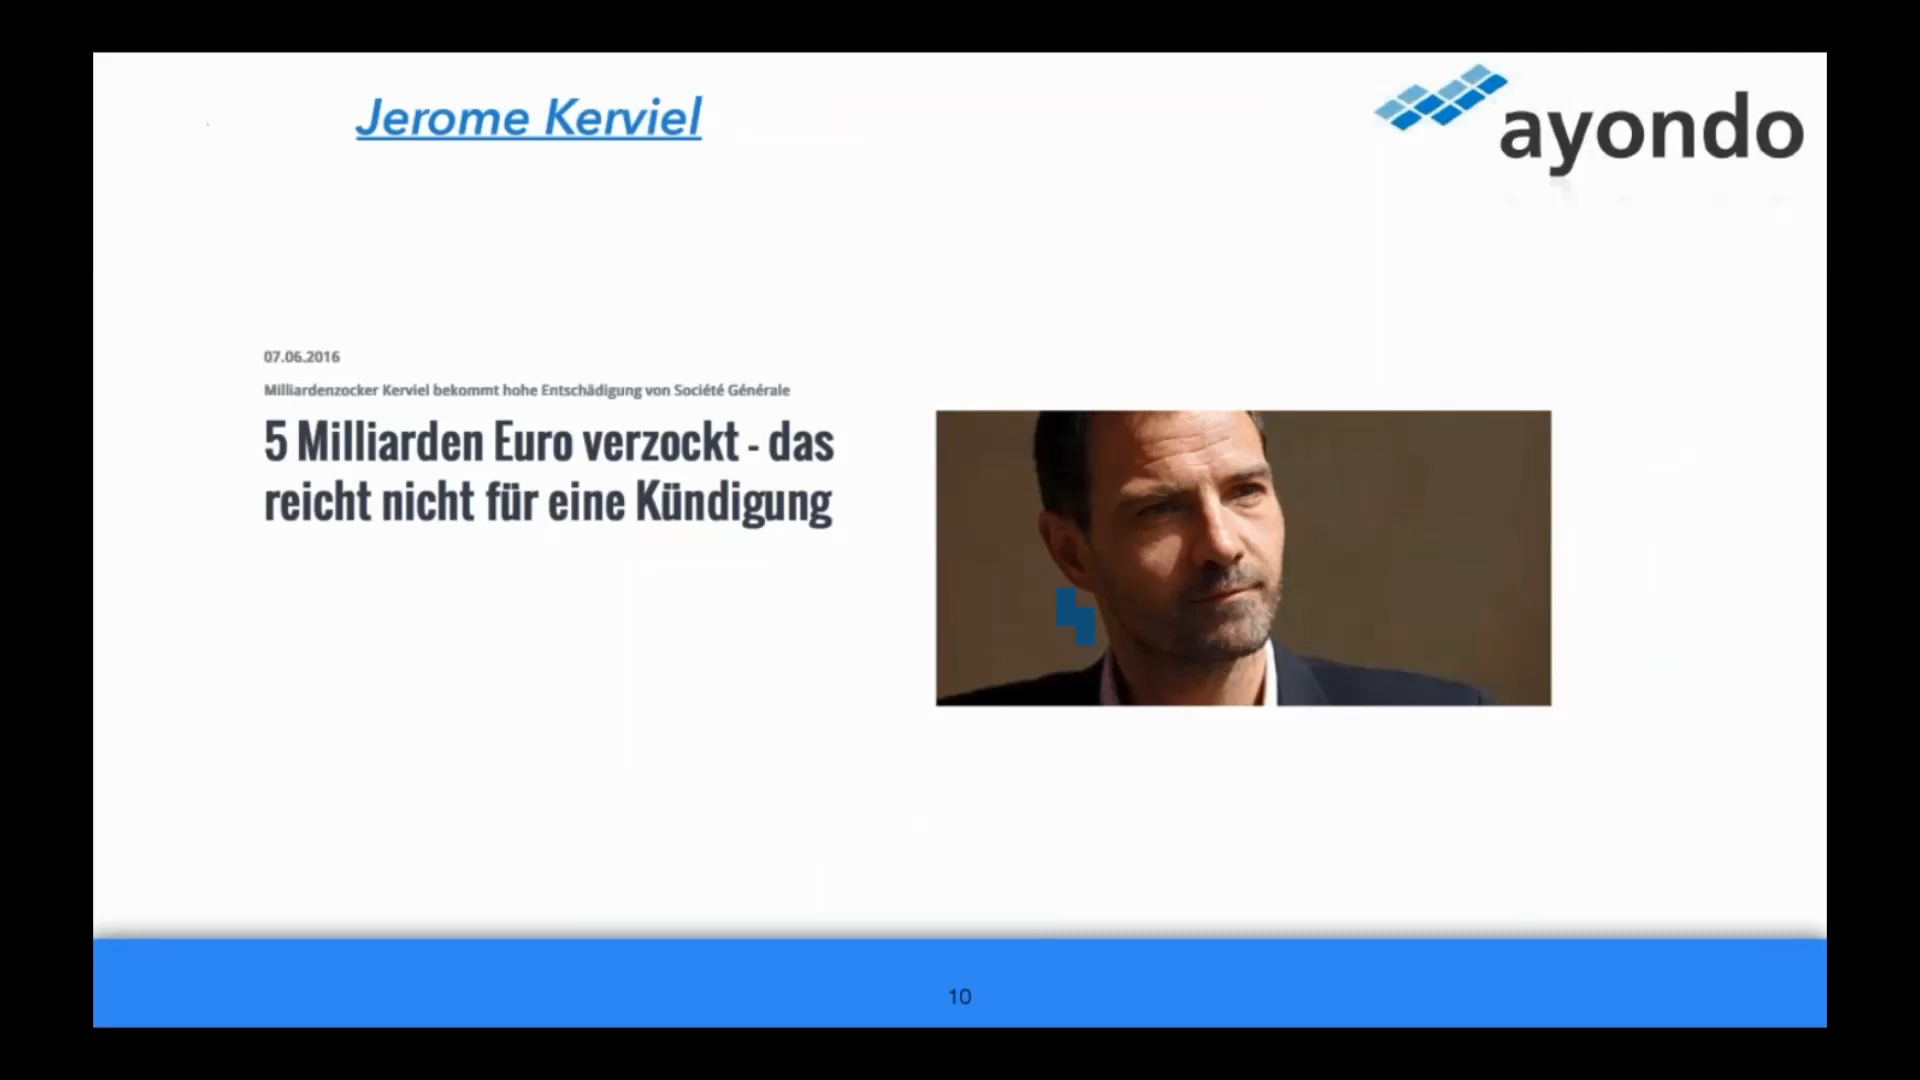 Jerome Kerviel
ayondo
07.06.2016
Milliardenzocker Kerviel bekommt hohe Entschädigung von Société Générale
5 Milliarden Euro verzockt - das
reicht nicht für eine Kündigung
10